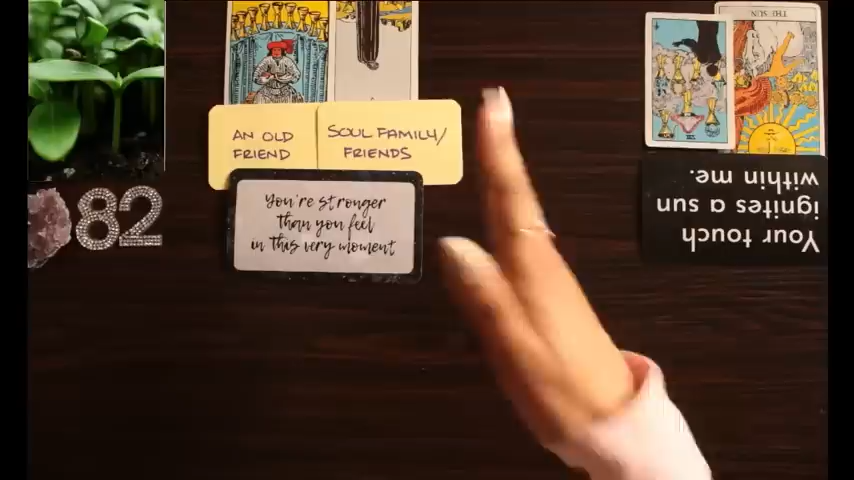 THE SUN
AN OLD
FRIEND
SOUL FAMILY/
FRIENDS
82
You're stronger
than you feel
in this very moment
Your touch
ignites a sun
within me.